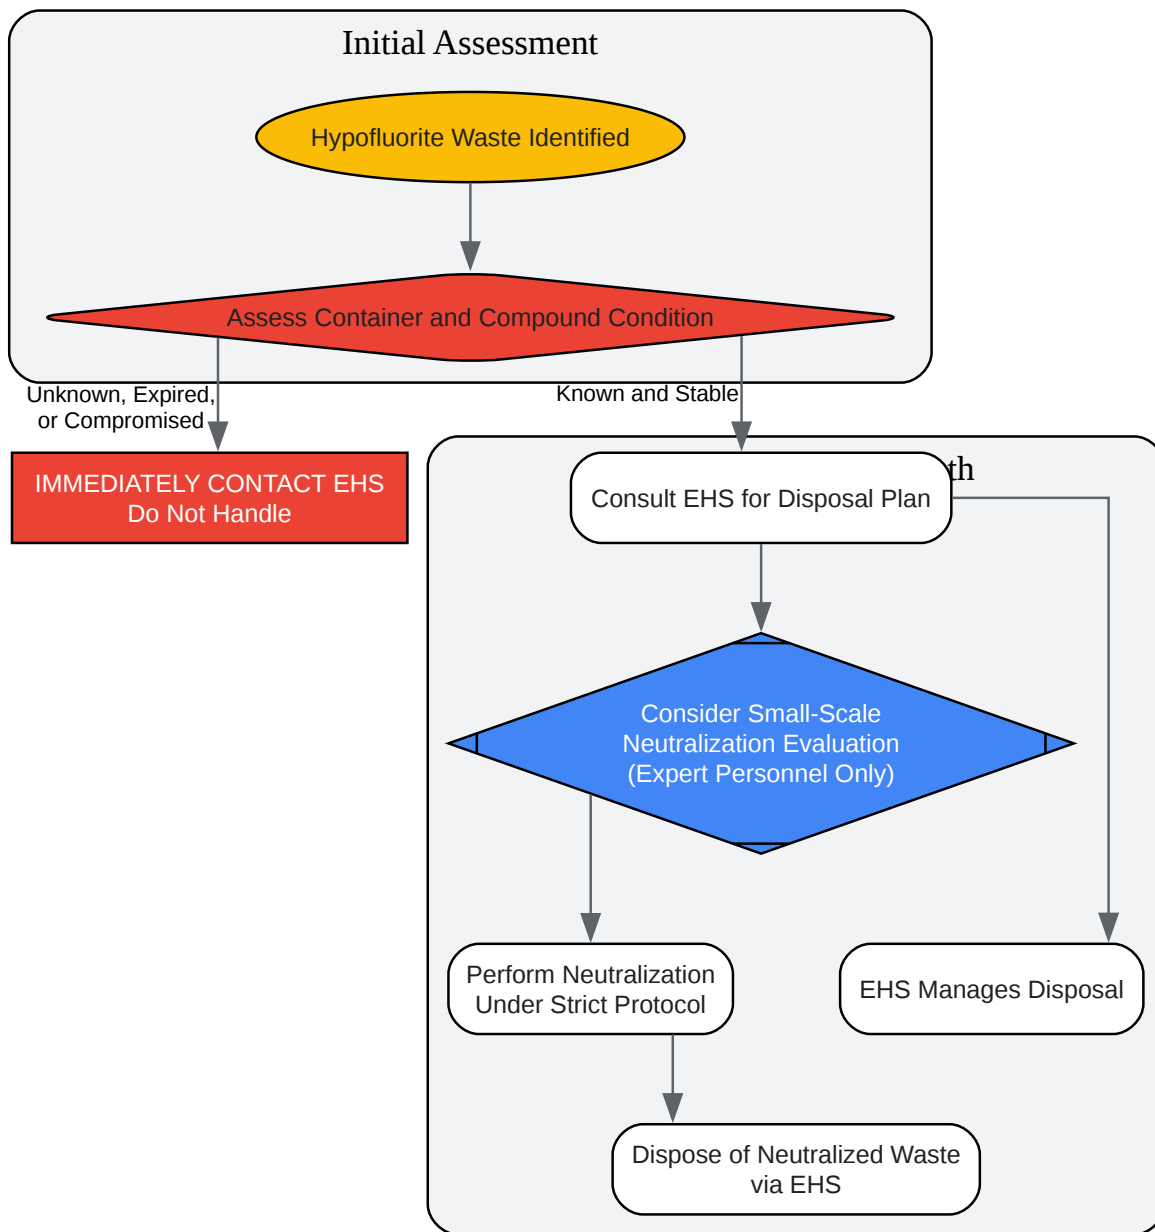 Initial Assessment
Hypofluorite Waste Identified
Assess Container and Compound Condition
Unknown, Expired,
or Compromised
Known and Stable
IMMEDIATELY CONTACT EHS
Do Not Handle
Consult EHS for Disposal Plan
Consider Small-Scale
Neutralization Evaluation
(Expert Personnel Only)
Perform Neutralization
Under Strict Protocol
EHS Manages Disposal
Dispose of Neutralized Waste
via EHS